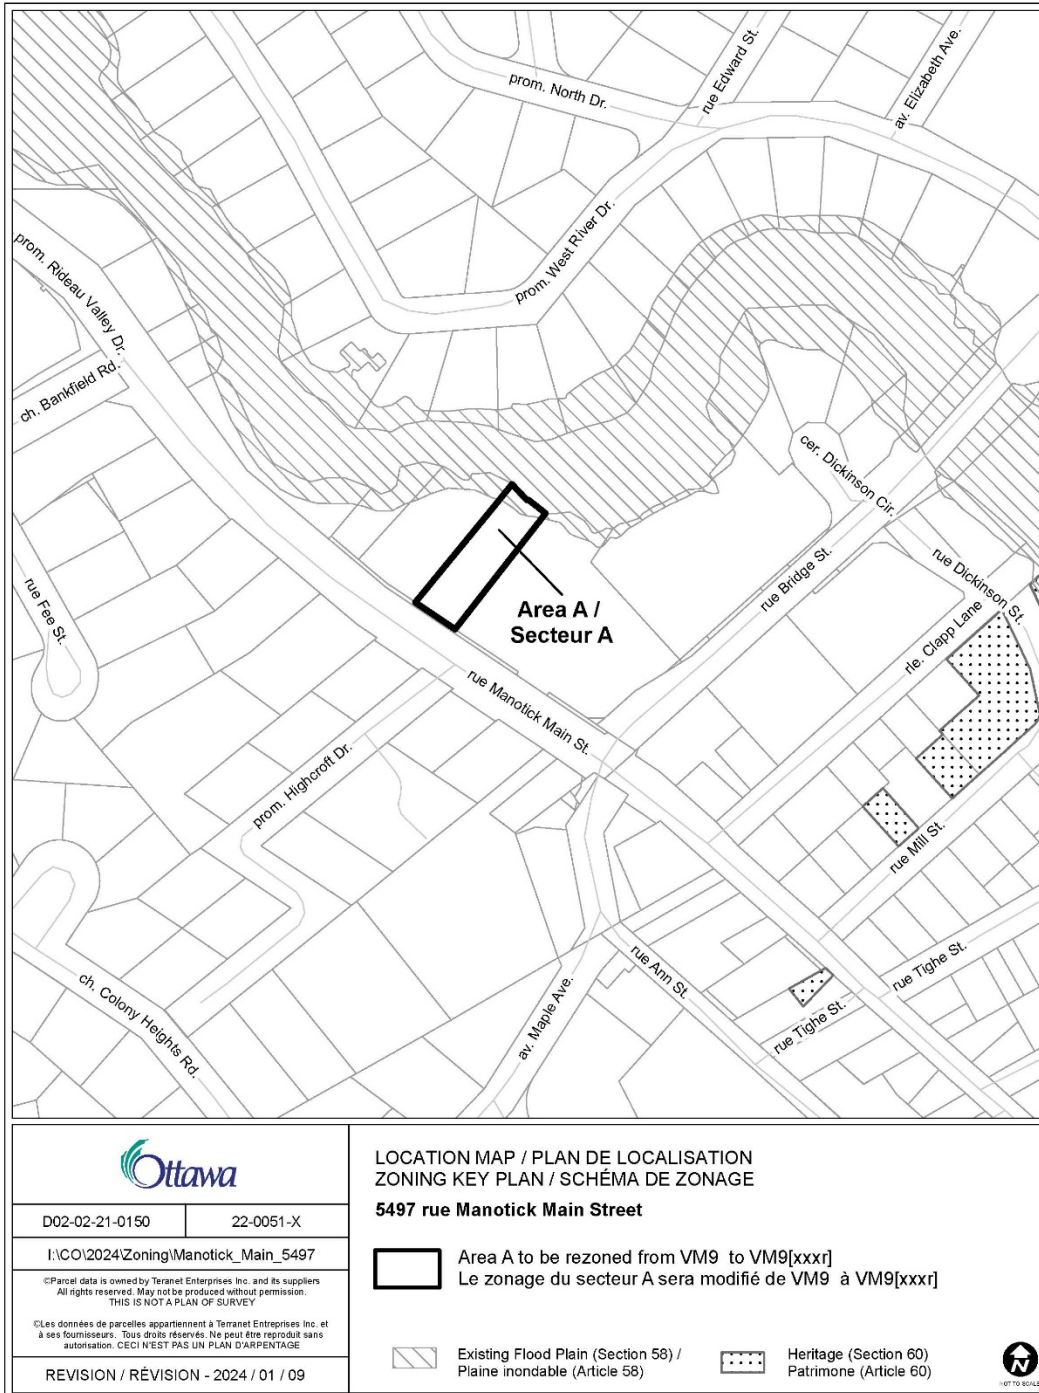 prom. North Dr.
rue Edward St.
av. Elizabeth Ave.
prom. West River Dr.
prom. Rideau Valley Dr.
ch. Bankfield Rd.
cer. Dickinson Cir.
rue Bridge St.
rue Dickinson St.
rle. Clapp Lane
rue Fee St.
Area A /
Secteur A
rue Manotick Main St.
prom. Highcroft Dr.
rue Mill St.
rue Ann St.
rue Tighe St.
rue Tighe St.
av. Maple Ave.
ch. Colony Heights Rd.
Ottawa
D02-02-21-0150
22-0051-X
I:\CO\2024\Zoning\Manotick_Main_5497
©Parcel data is owned by Teranet Enterprises Inc. and its suppliers
All rights reserved. May not be produced without permission.
THIS IS NOT A PLAN OF SURVEY
©Les données de parcelles appartiennent à Terranet Entreprises Inc. et
à ses fournisseurs. Tous droits réservés. Ne peut être reproduit sans
autorisation. CECI N'EST PAS UN PLAN D'ARPENTAGE
REVISION / RÉVISION - 2024 / 01 / 09
LOCATION MAP / PLAN DE LOCALISATION
ZONING KEY PLAN / SCHÉMA DE ZONAGE
5497 rue Manotick Main Street
Area A to be rezoned from VM9 to VM9[xxxr]
Le zonage du secteur A sera modifié de VM9 à VM9[xxxr]
Existing Flood Plain (Section 58) /
Plaine inondable (Article 58)
Heritage (Section 60)
Patrimone (Article 60)
N
NOT TO SCALE